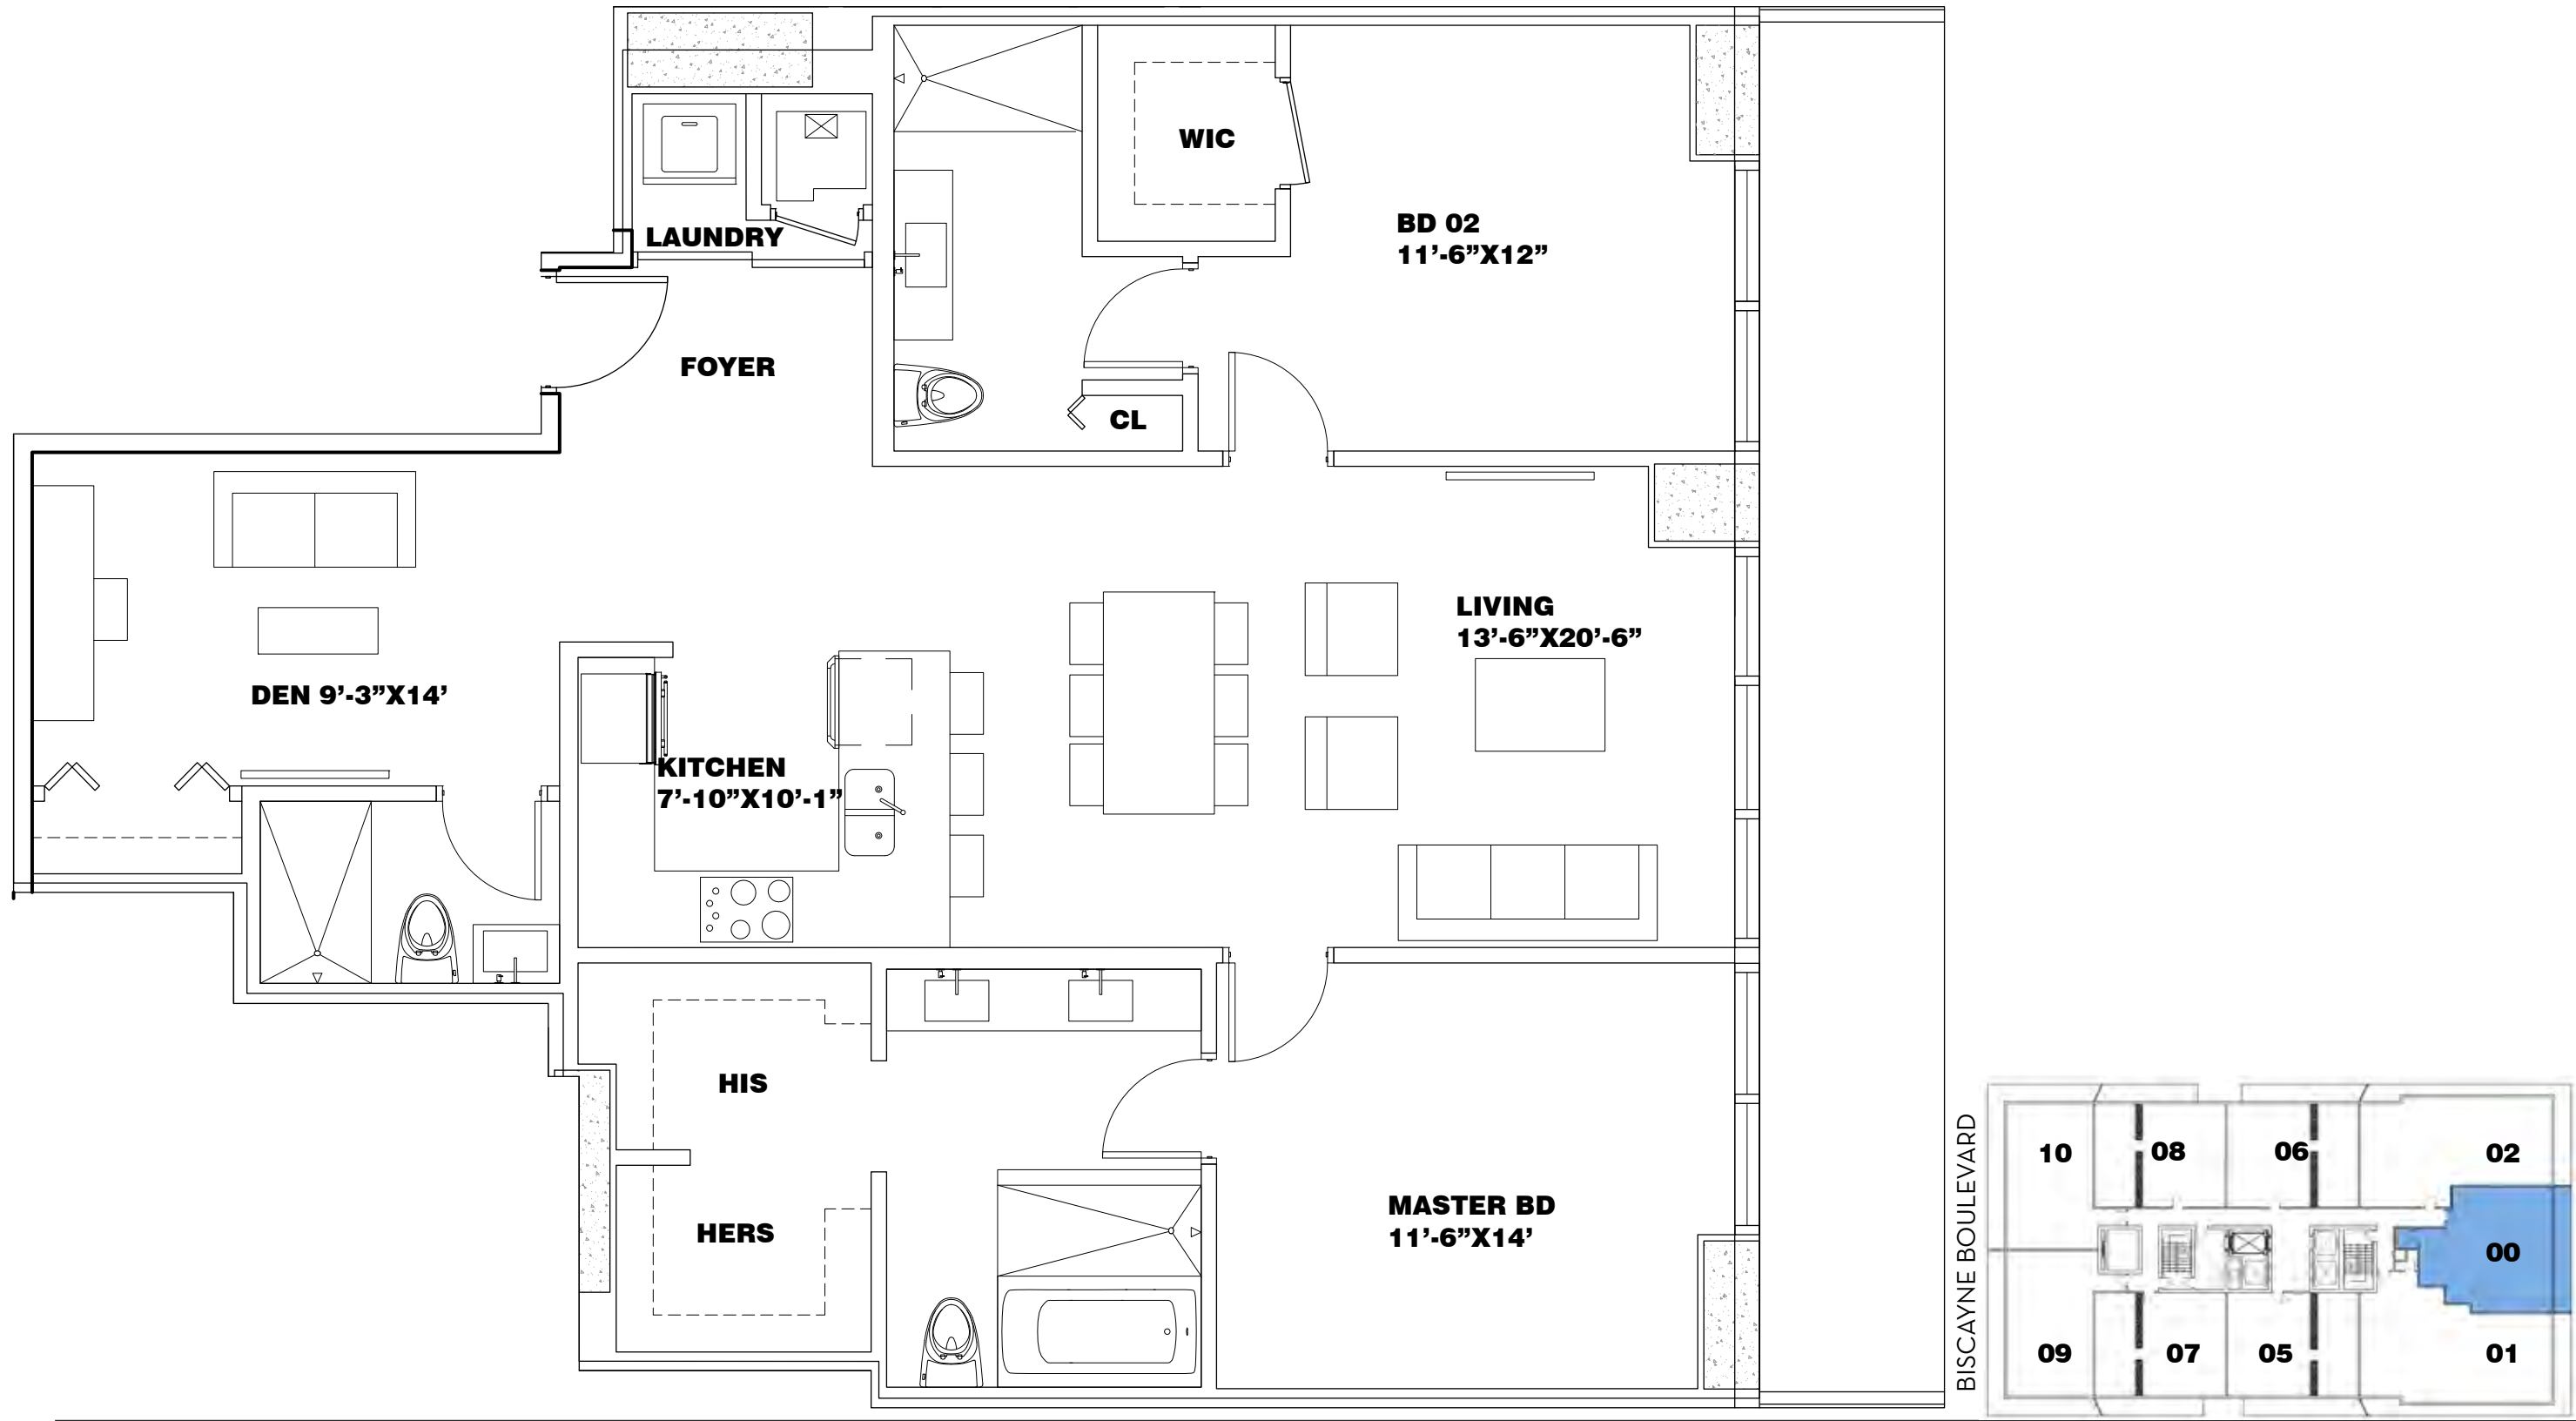 WIC
BD 02
11’-6”X12”
LAUNDRY
FOYER
CL
LIVING
13’-6”X20’-6”
DEN 9’-3”X14’
KITCHEN
7’-10”X10’-1”
HIS
HERS
MASTER BD
11’-6”X14’
BISCAYNE BOULEVARD
10
08
06
02
00
09
07
05
01